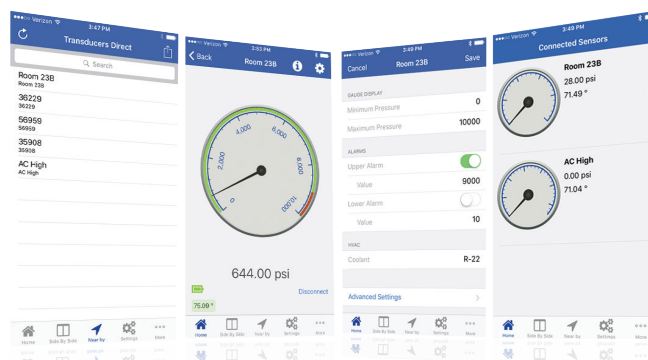 Verizon 3:47 PM
Transducers Direct
Search
Room 23B
Room 23B
36229
36229
56959
56959
35908
35908
AC High
AC High
Home Side By Side Near by Settings More
Verizon 3:53 PM
Back Room 23B
0 2,000 4,000 6,000 8,000 10,000
644.00 psi
Disconnect
75.09 °
Home Side By Side Near by Settings More
Verizon 3:49 PM
Cancel Room 23B Save
GAUGE DISPLAY
Minimum Pressure 0
Maximum Pressure 10000
ALARMS
Upper Alarm
Value 9000
Lower Alarm
Value 10
HVAC
Coolant R-22
Advanced Settings
Home Side By Side Near by Settings More
Verizon 3:49 PM
Connected Sensors
Room 23B
28.00 psi
71.49 °
AC High
0.00 psi
71.04 °
Home Side By Side Near by Settings More